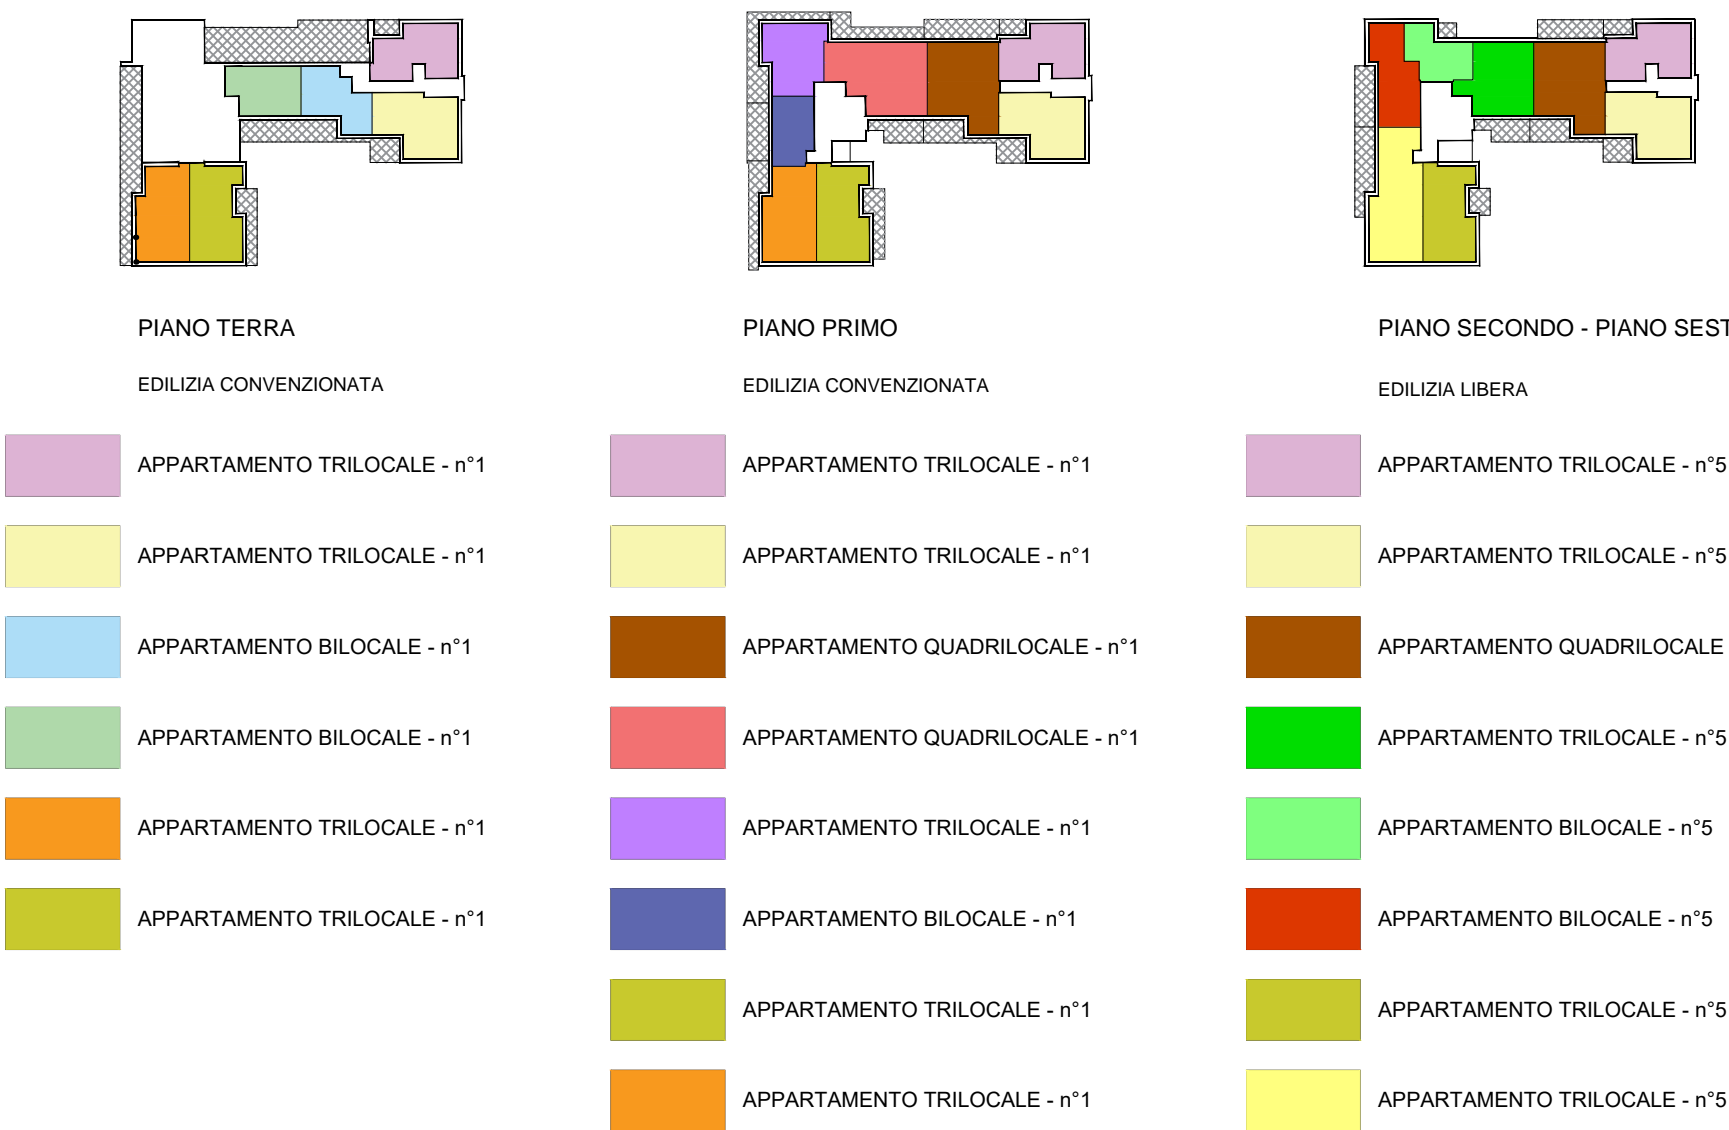 PIANO TERRA
EDILIZIA CONVENZIONATA
APPARTAMENTO TRILOCALE - n°1
APPARTAMENTO TRILOCALE - n°1
APPARTAMENTO BILOCALE - n°1
APPARTAMENTO BILOCALE - n°1
APPARTAMENTO TRILOCALE - n°1
APPARTAMENTO TRILOCALE - n°1
PIANO PRIMO
EDILIZIA CONVENZIONATA
APPARTAMENTO TRILOCALE - n°1
APPARTAMENTO TRILOCALE - n°1
APPARTAMENTO QUADRILOCALE - n°1
APPARTAMENTO QUADRILOCALE - n°1
APPARTAMENTO TRILOCALE - n°1
APPARTAMENTO BILOCALE - n°1
APPARTAMENTO TRILOCALE - n°1
APPARTAMENTO TRILOCALE - n°1
PIANO SECONDO - PIANO SEST
EDILIZIA LIBERA
APPARTAMENTO TRILOCALE - n°5
APPARTAMENTO TRILOCALE - n°5
APPARTAMENTO QUADRILOCALE
APPARTAMENTO TRILOCALE - n°5
APPARTAMENTO BILOCALE - n°5
APPARTAMENTO BILOCALE - n°5
APPARTAMENTO TRILOCALE - n°5
APPARTAMENTO TRILOCALE - n°5